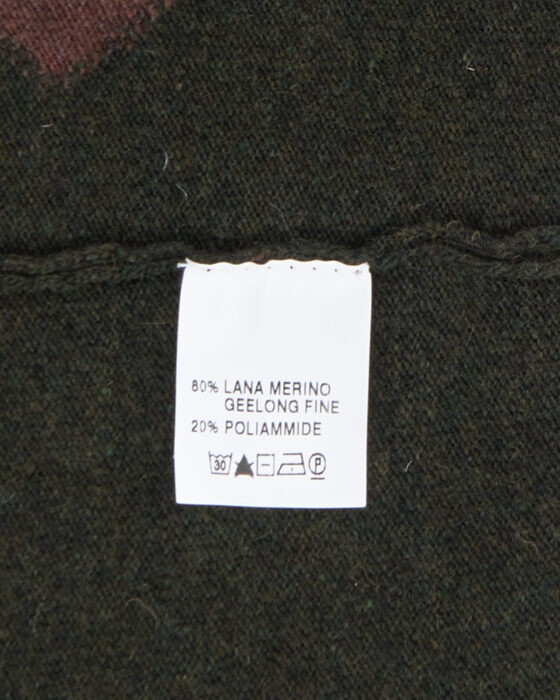 80% LANA MERINO
GEELONG FINE
20% POLIAMMIDE
30 P